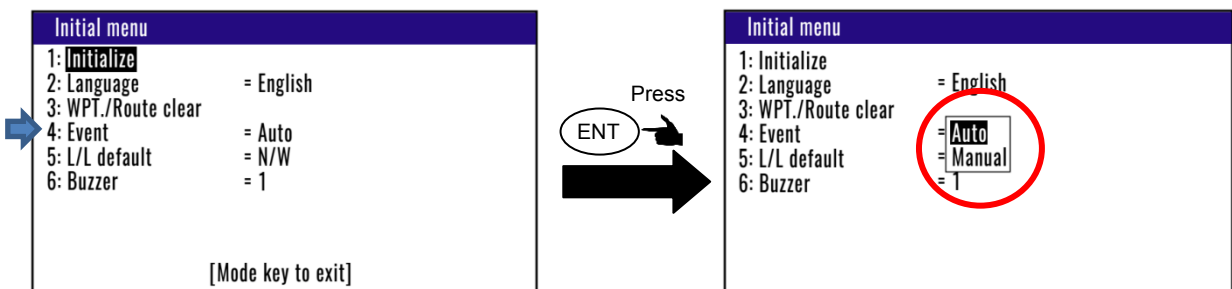 Initial menu
1: Initialize
2: Language = English
3: WPT./Route clear
4: Event = Auto
5: L/L default = N/W
6: Buzzer = 1
[Mode key to exit]
Press
ENT
Initial menu
1: Initialize
2: Language = English
3: WPT./Route clear
4: Event = Auto
5: L/L default = Manual
6: Buzzer = 1